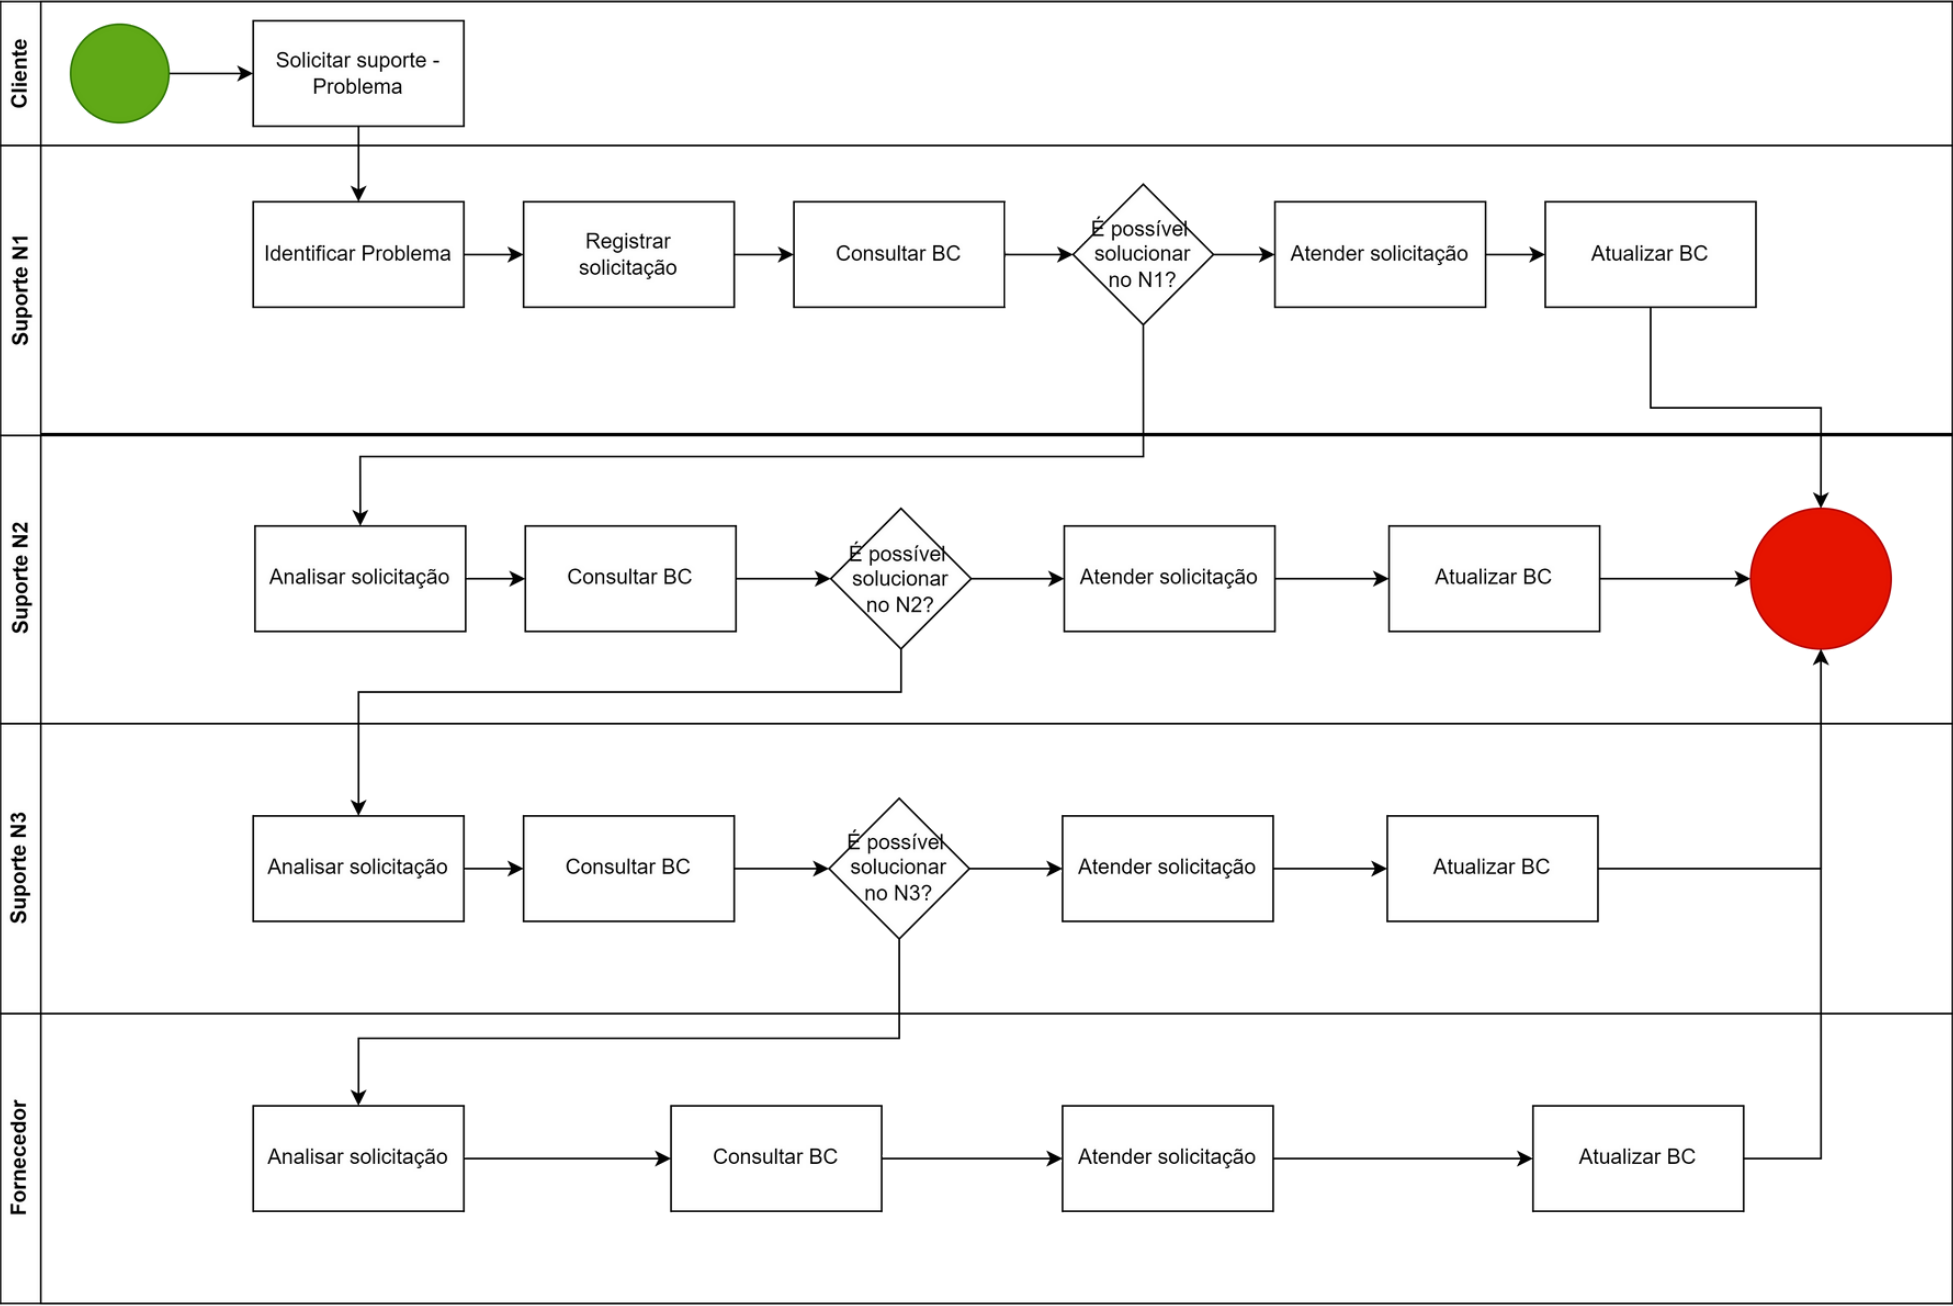 Cliente
Solicitar suporte -
Problema
Suporte N1
Identificar Problema
Registrar
solicitação
Consultar BC
É possível
solucionar
no N1?
Atender solicitação
Atualizar BC
Suporte N2
Analisar solicitação
Consultar BC
É possível
solucionar
no N2?
Atender solicitação
Atualizar BC
Suporte N3
Analisar solicitação
Consultar BC
É possível
solucionar
no N3?
Atender solicitação
Atualizar BC
Fornecedor
Analisar solicitação
Consultar BC
Atender solicitação
Atualizar BC